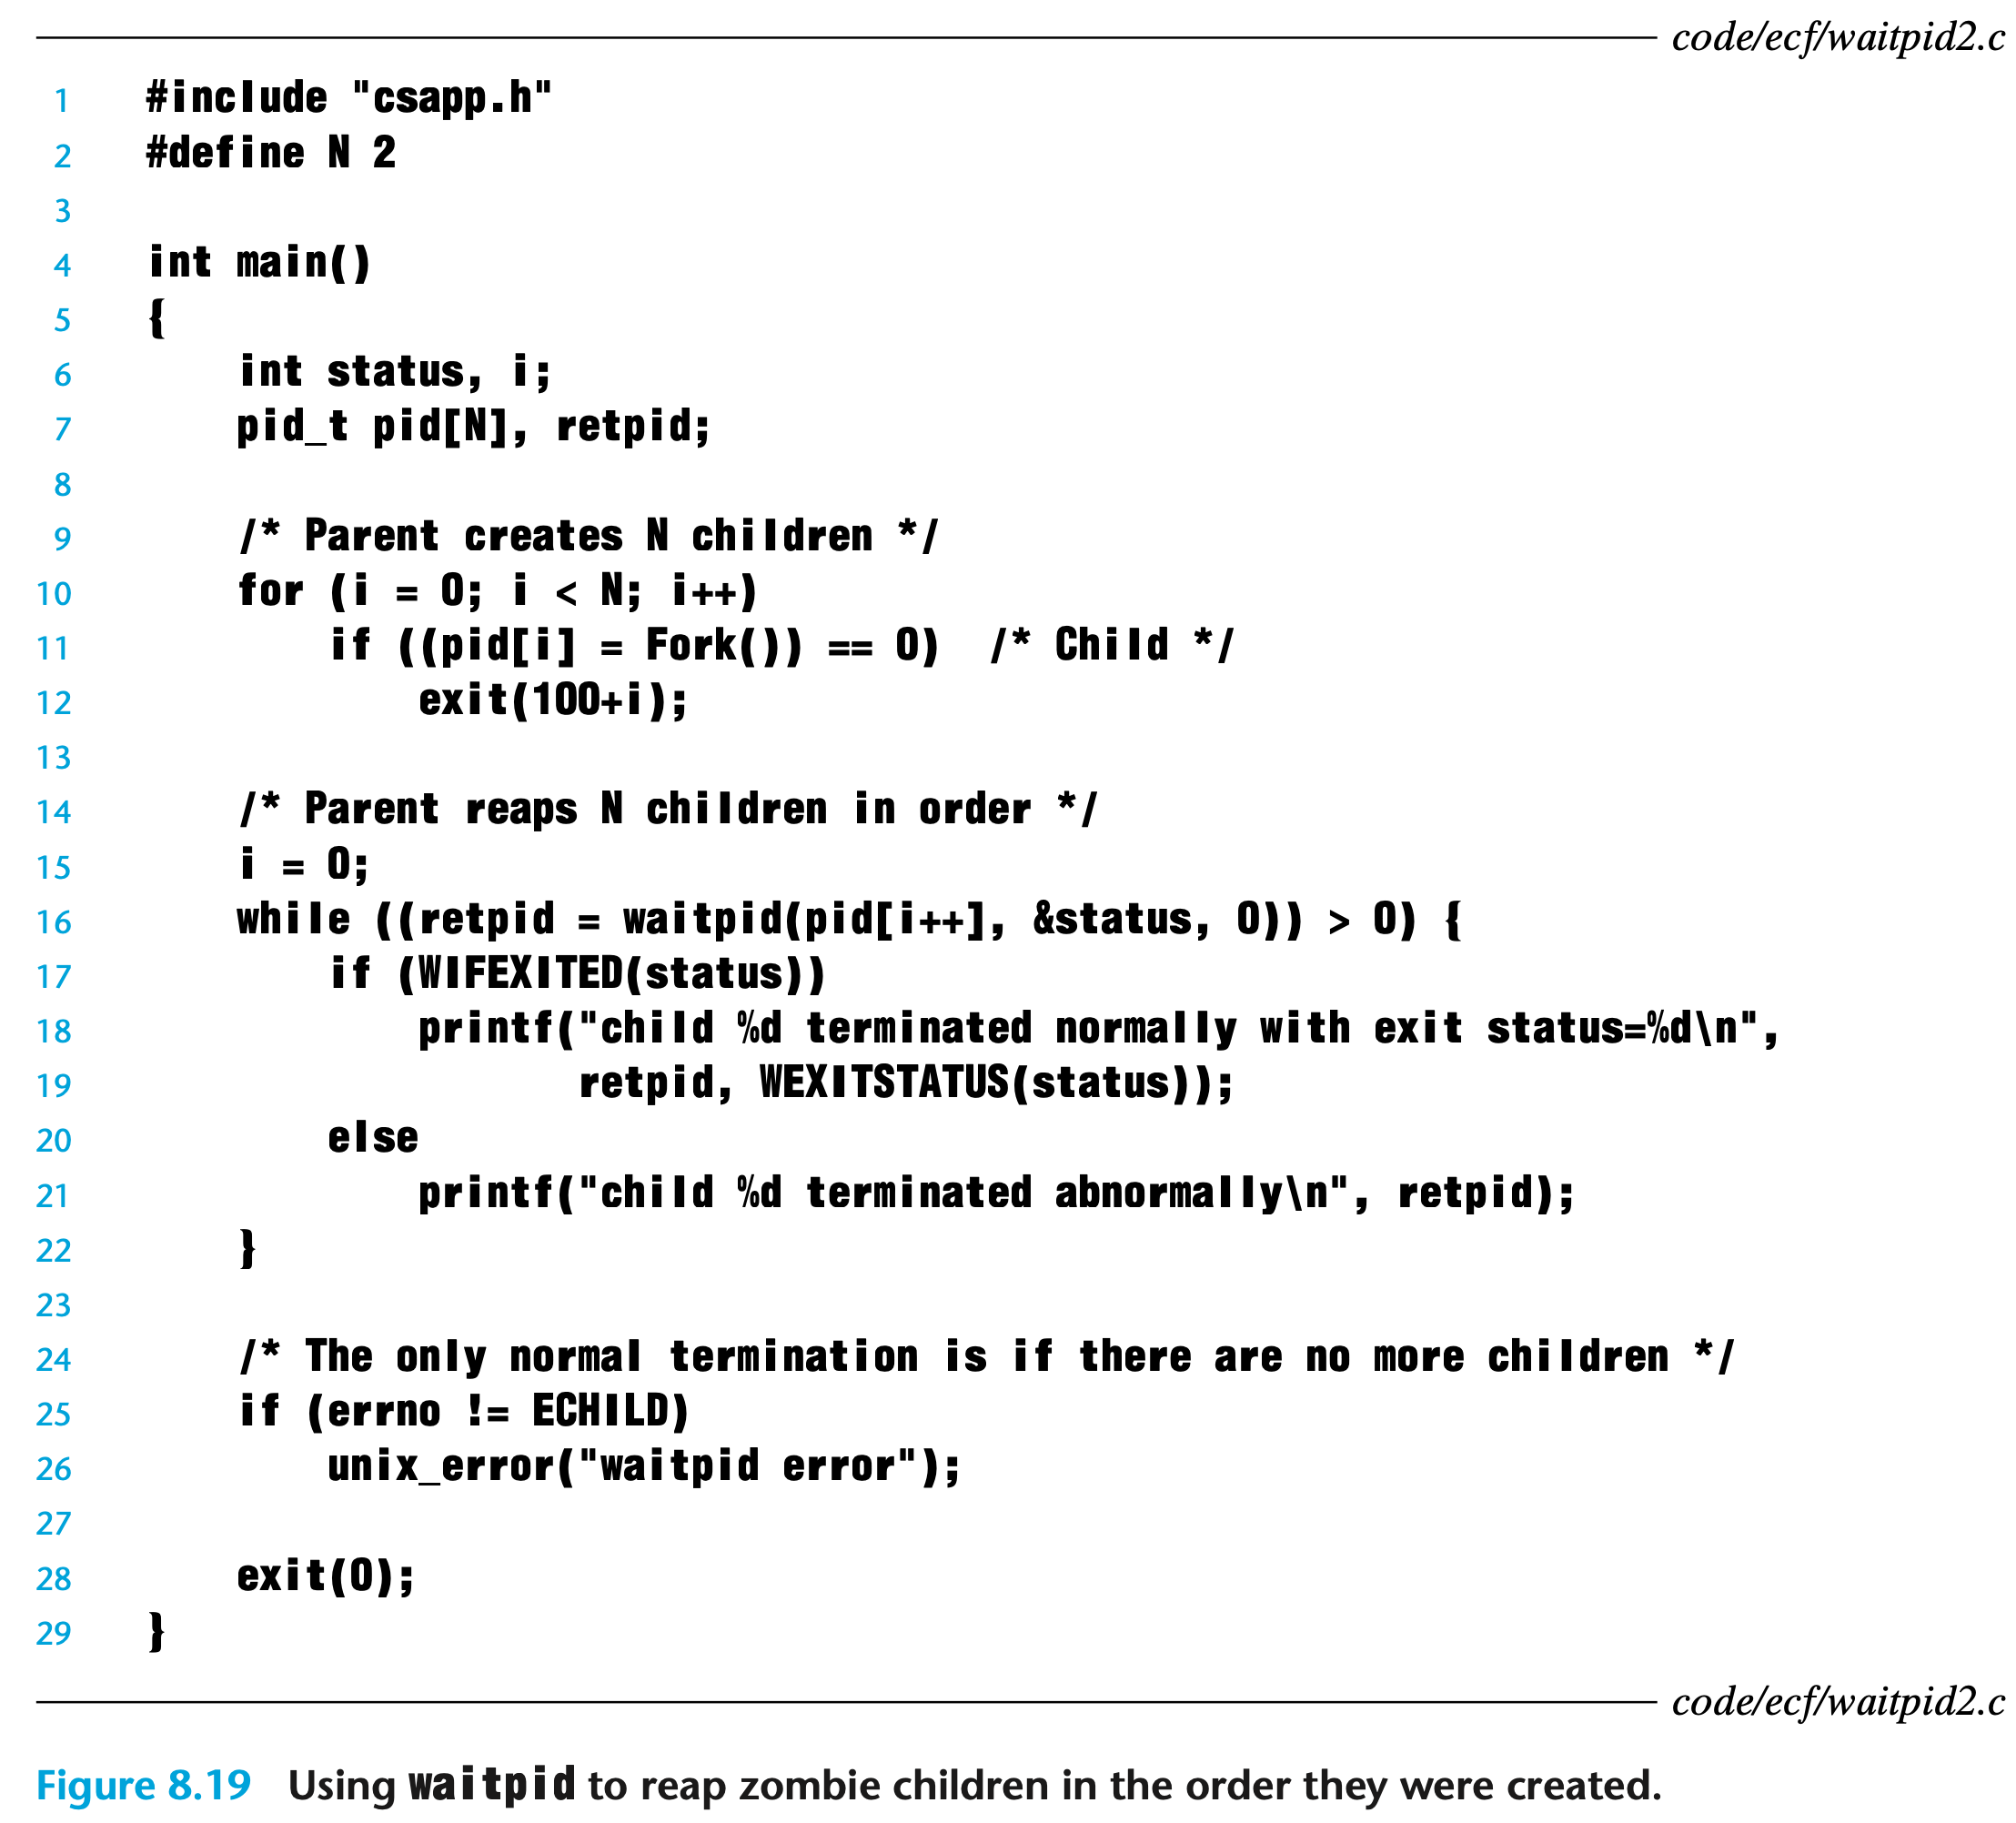 code/ecf/waitpid2.c
1 #include "csapp.h"
2 #define N 2
3
4 int main()
5 {
6     int status, i;
7     pid_t pid[N], retpid;
8
9     /* Parent creates N children */
10     for (i = 0; i < N; i++)
11         if ((pid[i] = Fork()) == 0)  /* Child */
12             exit(100+i);
13
14     /* Parent reaps N children in order */
15     i = 0;
16     while ((retpid = waitpid(pid[i++], &status, 0)) > 0) {
17         if (WIFEXITED(status))
18             printf("child %d terminated normally with exit status=%d\n",
19                    retpid, WEXITSTATUS(status));
20         else
21             printf("child %d terminated abnormally\n", retpid);
22     }
23
24     /* The only normal termination is if there are no more children */
25     if (errno != ECHILD)
26         unix_error("waitpid error");
27
28     exit(0);
29 }
code/ecf/waitpid2.c
Figure 8.19 Using waitpid to reap zombie children in the order they were created.